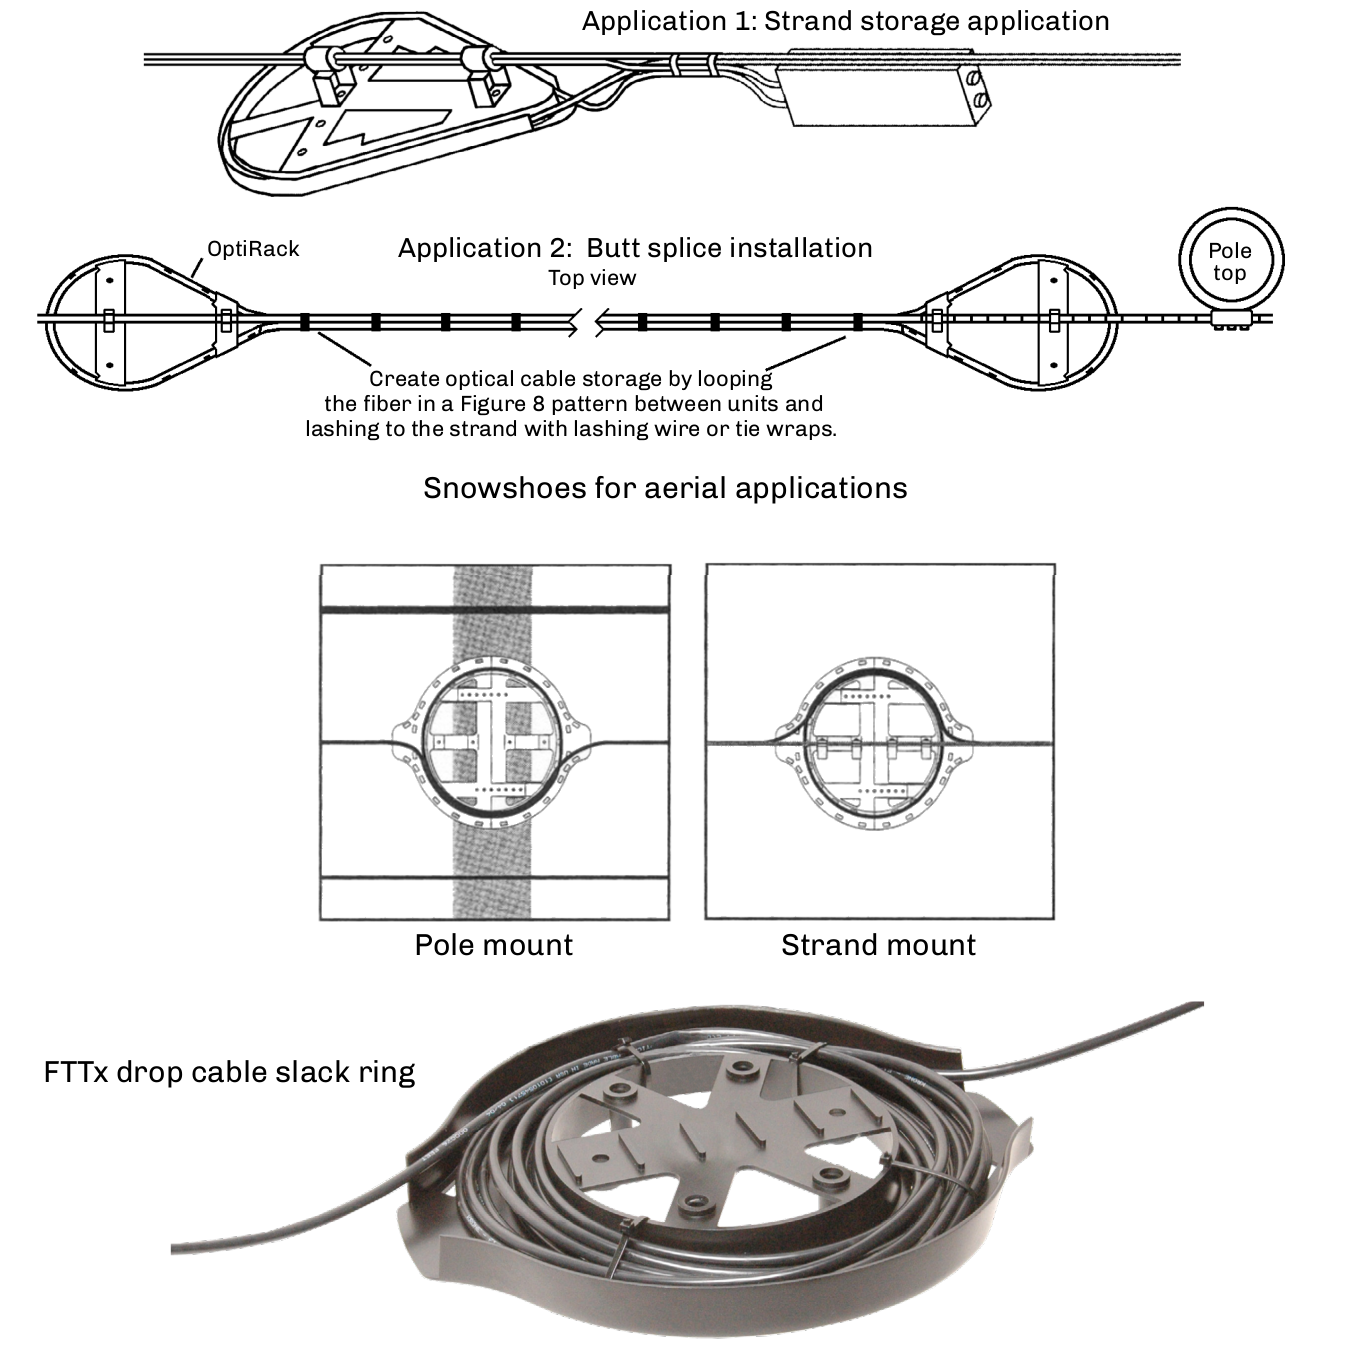 Application 1: Strand storage application
OptiRack
Application 2: Butt splice installation
Top view
Pole
top
Create optical cable storage by looping
the fiber in a Figure 8 pattern between units and
lashing to the strand with lashing wire or tie wraps.
Snowshoes for aerial applications
Pole mount
Strand mount
FTTx drop cable slack ring